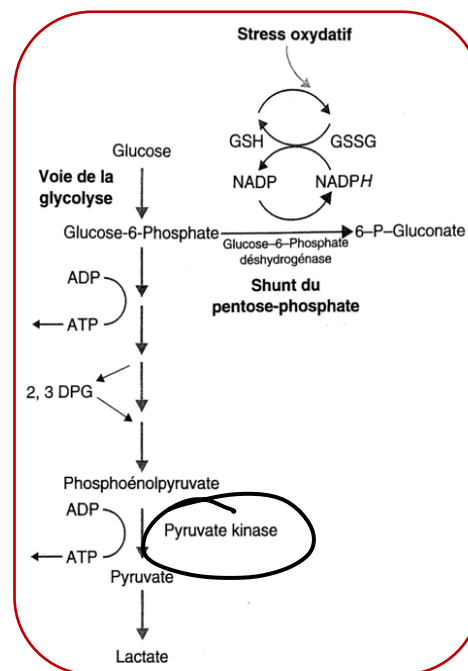 Stress oxydatif
GSH GSSG
Glucose
Voie de la
glycolyse
NADP NADPH
Glucose-6-Phosphate 6–P–Gluconate
Glucose–6–Phosphate
déshydrogénase
ADP
Shunt du
pentose-phosphate
ATP
2, 3 DPG
Phosphoénolpyruvate
ADP
Pyruvate kinase
ATP
Pyruvate
Lactate